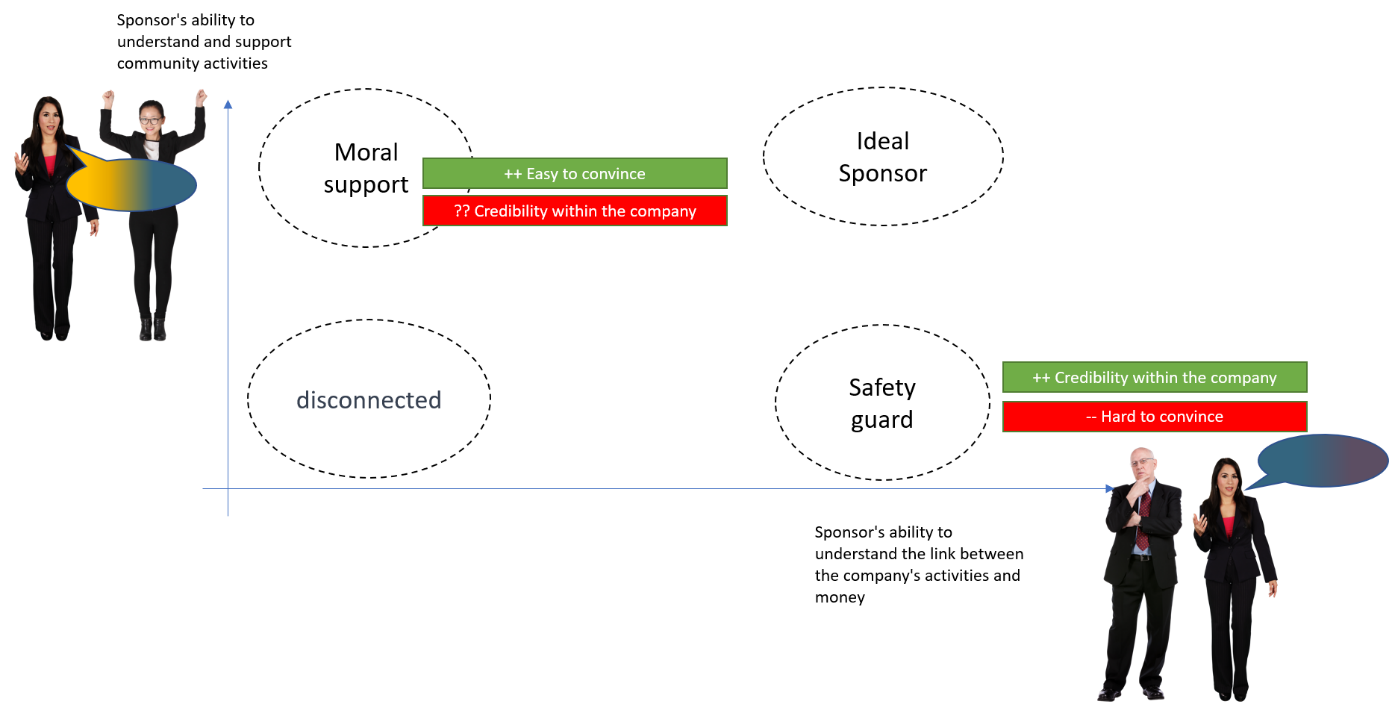 Sponsor's ability to
understand and support
community activities
Moral
support
++ Easy to convince
?? Credibility within the company
Ideal
Sponsor
disconnected
Safety
guard
++ Credibility within the company
-- Hard to convince
Sponsor's ability to
understand the link between
the company's activities and
money